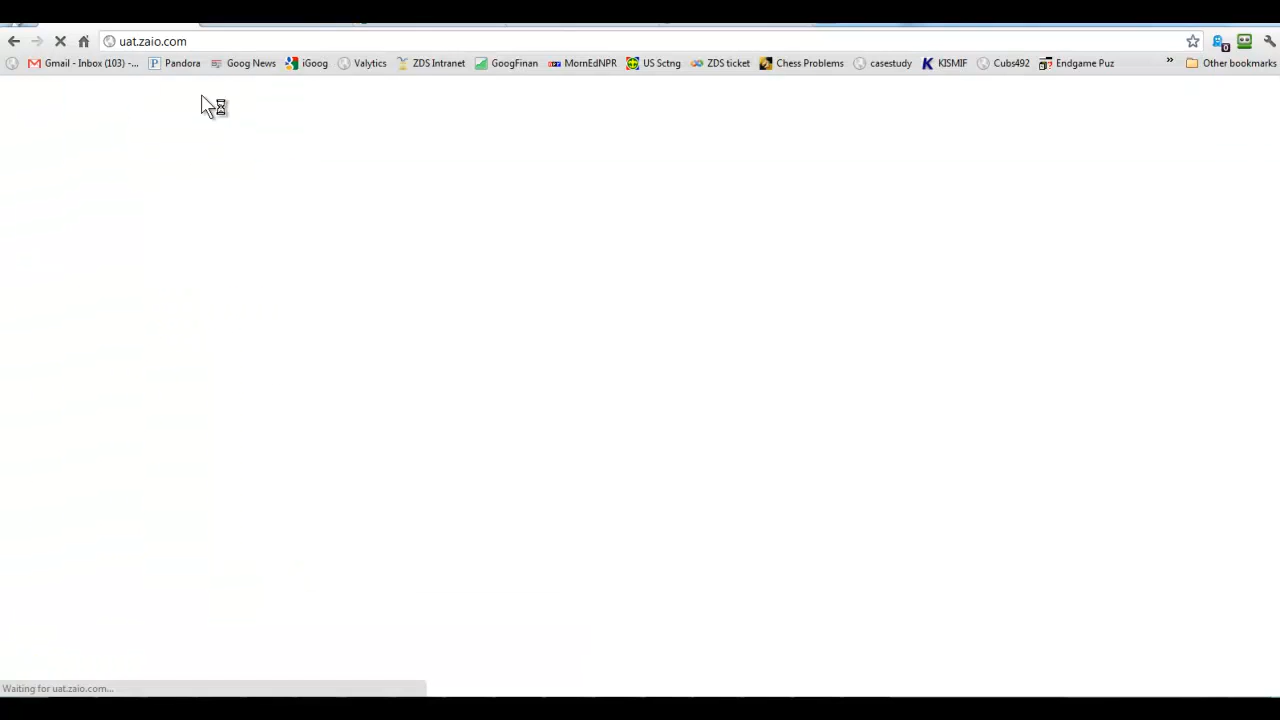 uat.zaio.com
Gmail - Inbox (103) -... Pandora Goog News iGoog Valytics ZDS Intranet GoogFinan MornEdNPR US Sctng ZDS ticket Chess Problems casestudy KISMIF Cubs492 Endgame Puz » Other bookmarks
Waiting for uat.zaio.com...